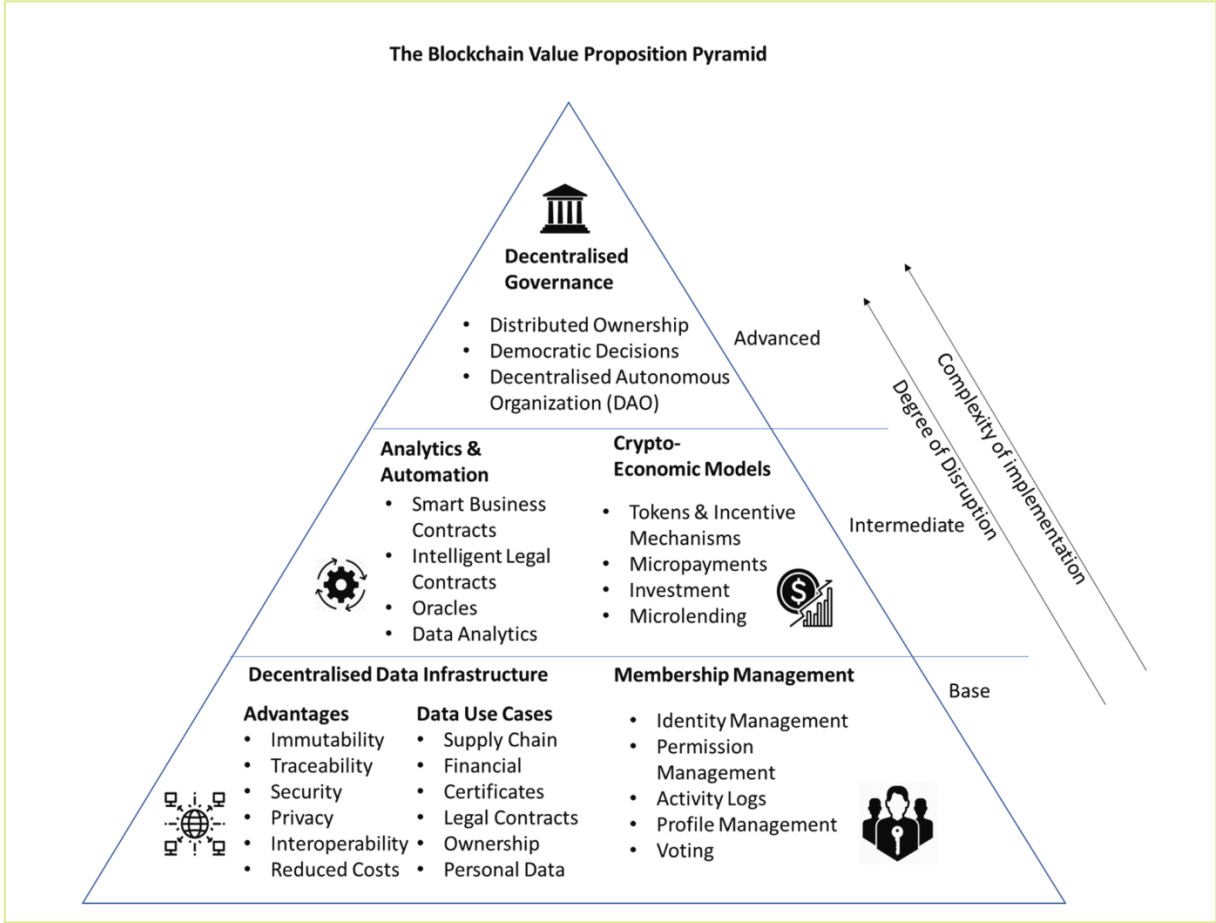 The Blockchain Value Proposition Pyramid
Decentralised
Governance
• Distributed Ownership
• Democratic Decisions
• Decentralised Autonomous
Organization (DAO)
Advanced
Analytics &
Automation
• Smart Business
Contracts
• Intelligent Legal
Contracts
• Oracles
• Data Analytics
Crypto-
Economic Models
• Tokens & Incentive
Mechanisms
• Micropayments
• Investment
• Microlending
Intermediate
Degree of Disruption
Complexity of implementation
Decentralised Data Infrastructure
Advantages
• Immutability
• Traceability
• Security
• Privacy
• Interoperability
• Reduced Costs
Data Use Cases
• Supply Chain
• Financial
• Certificates
• Legal Contracts
• Ownership
• Personal Data
Membership Management
• Identity Management
• Permission
Management
• Activity Logs
• Profile Management
• Voting
Base